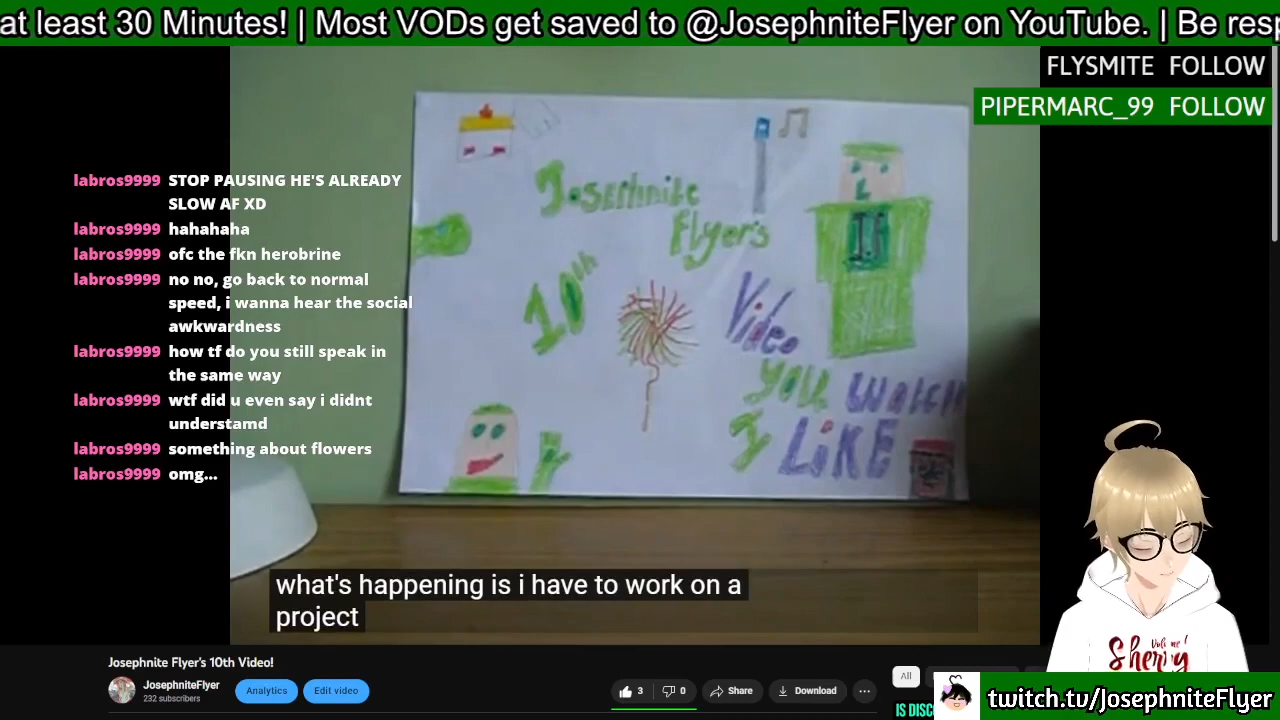 at least 30 Minutes! | Most VODs get saved to @JosephniteFlyer on YouTube. | Be resp
FLYSMITE FOLLOW
PIPERMARC_99 FOLLOW
labros9999 STOP PAUSING HE'S ALREADY
SLOW AF XD
labros9999 hahahaha
labros9999 ofc the fkn herobrine
labros9999 no no, go back to normal
speed, i wanna hear the social
awkwardness
labros9999 how tf do you still speak in
the same way
labros9999 wtf did u even say i didnt
understamd
labros9999 something about flowers
labros9999 omg...
Josephnite
Flyer's
10th
Video
you watch
I LiKE
JF
what's happening is i have to work on a
project
Josephnite Flyer's 10th Video!
JosephniteFlyer
232 subscribers
Analytics
Edit video
3
0
Share
Download
All
IS DISC
Sherry
twitch.tv/JosephniteFlyer